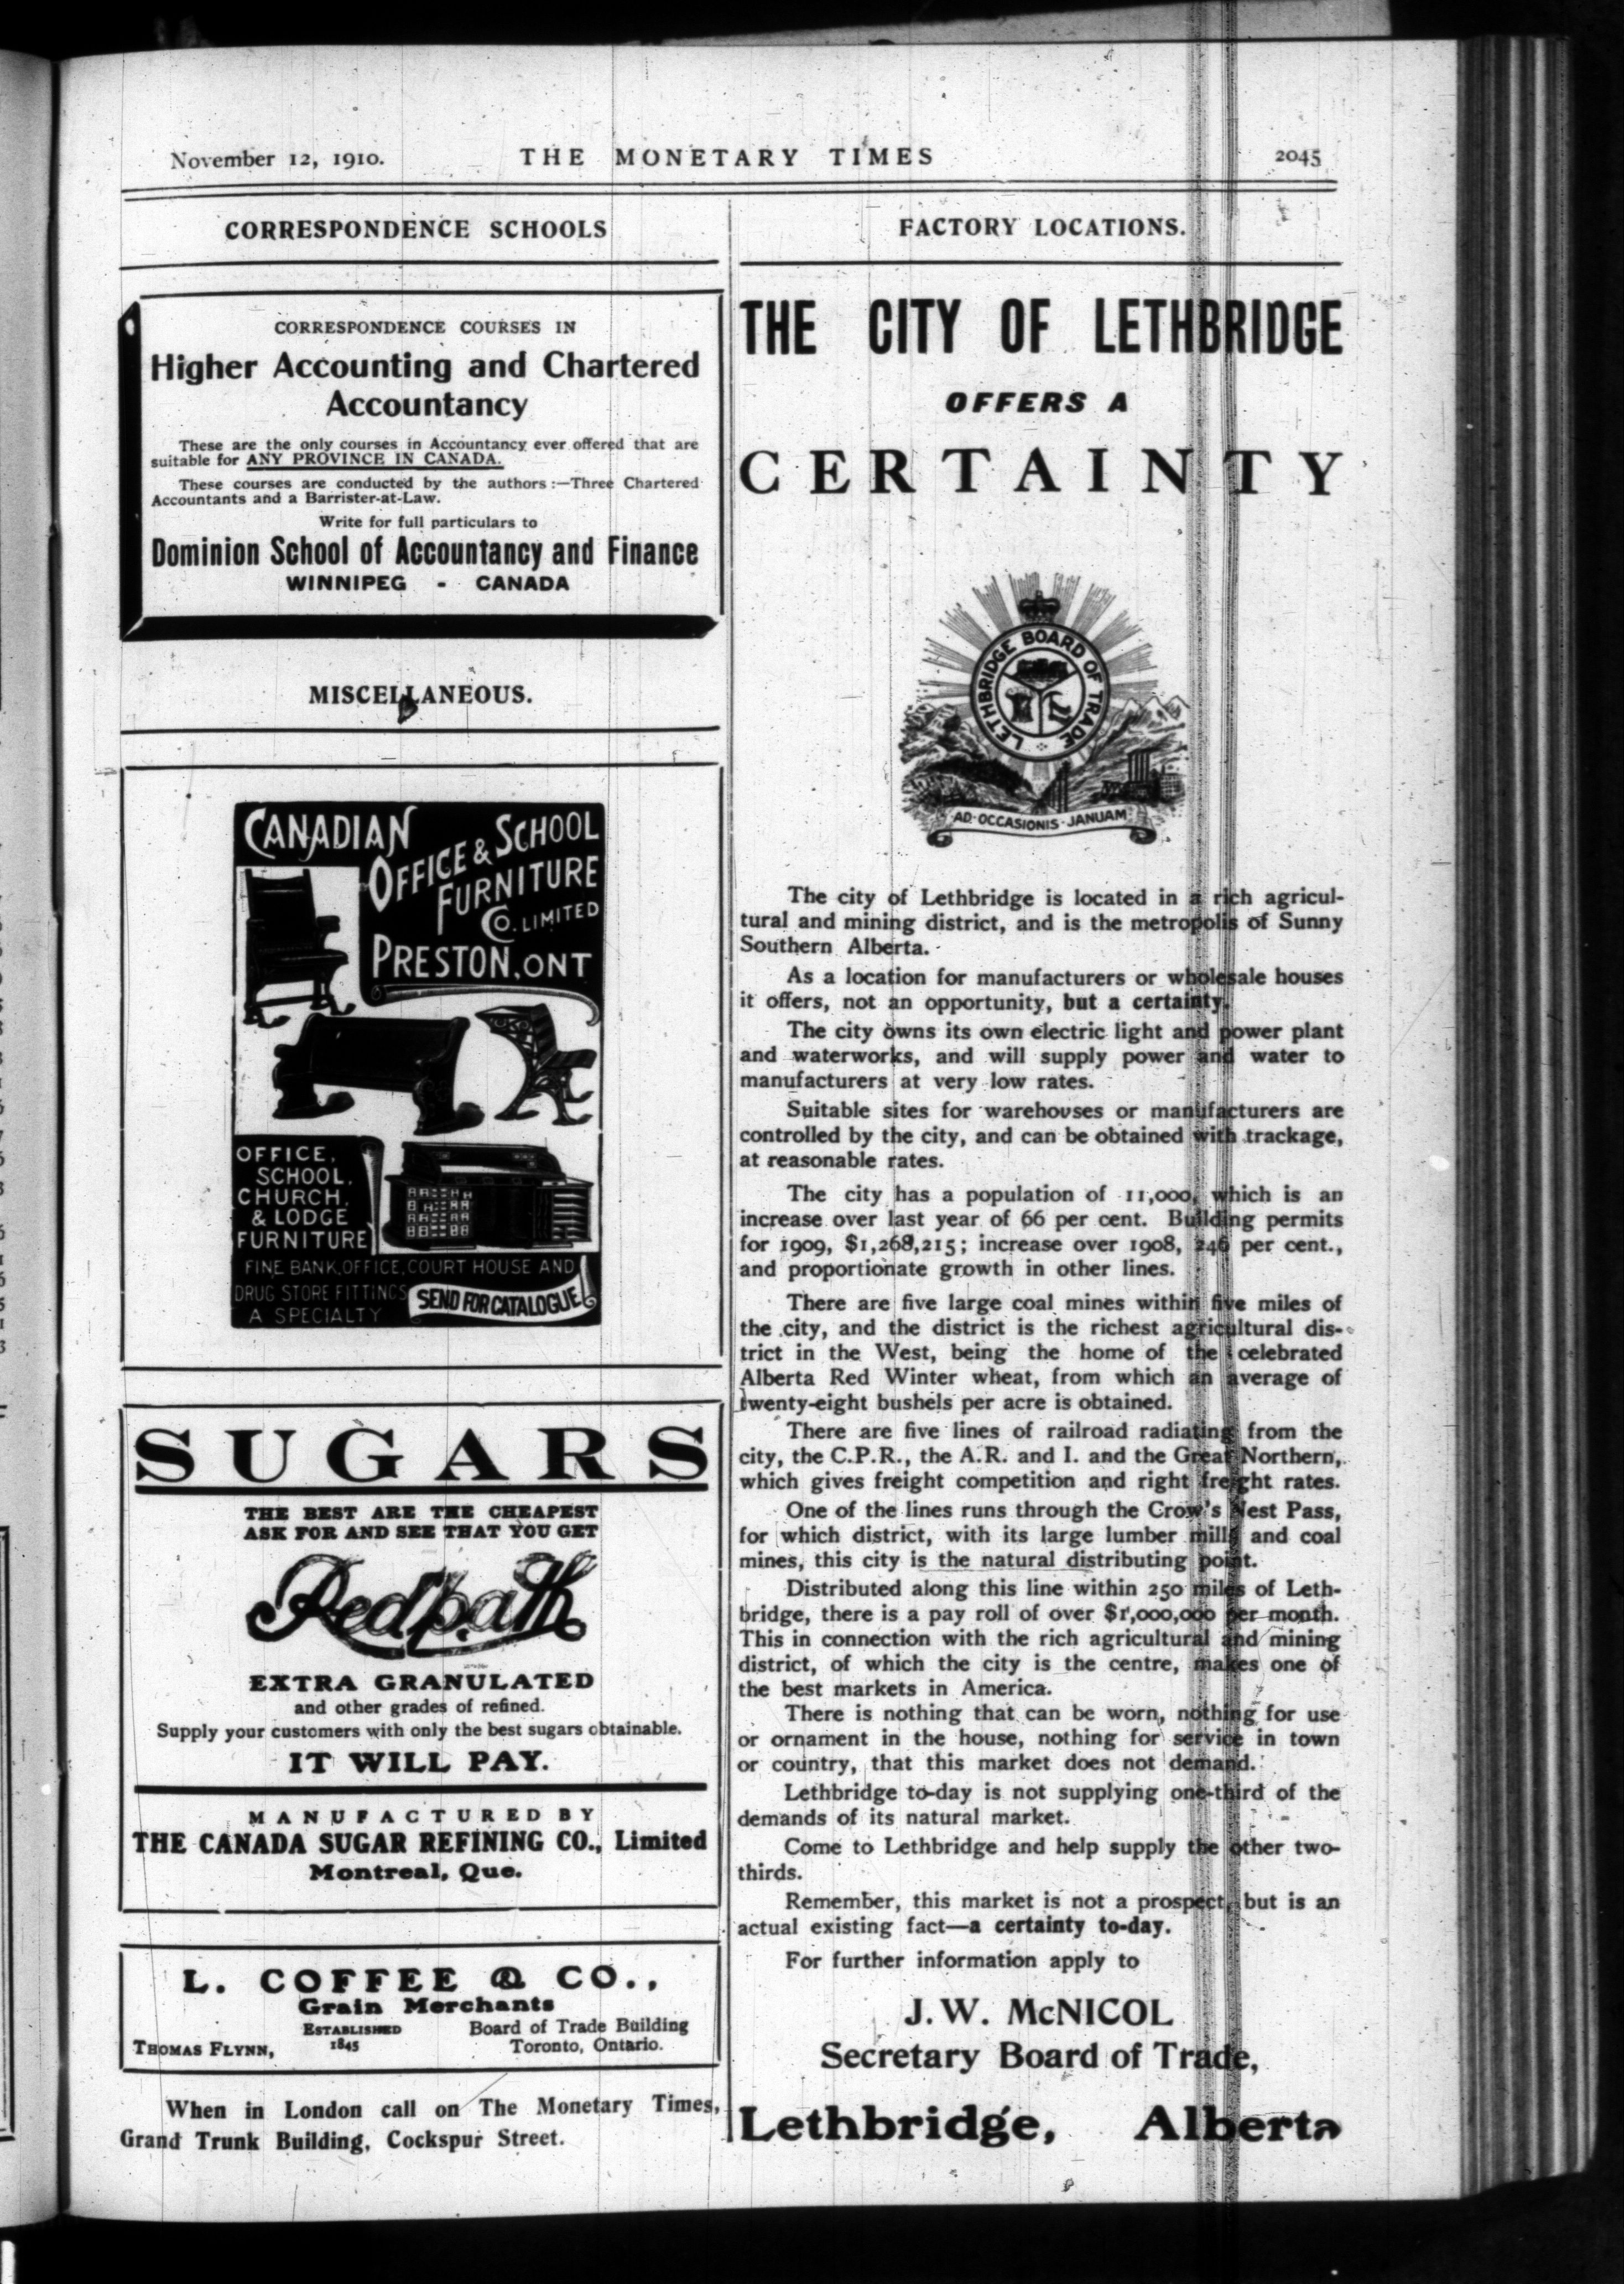 November 12, 1910.
THE MONETARY TIMES
2045
CORRESPONDENCE SCHOOLS
CORRESPONDENCE COURSES IN
Higher Accounting and Chartered
Accountancy
These are the only courses in Accountancy ever offered that are
suitable for ANY PROVINCE IN CANADA.
These courses are conducted by the authors:—Three Chartered
Accountants and a Barrister-at-Law.
Write for full particulars to
Dominion School of Accountancy and Finance
WINNIPEG - CANADA
MISCELLANEOUS.
CANADIAN
OFFICE & SCHOOL
FURNITURE
CO. LIMITED
PRESTON, ONT
OFFICE,
SCHOOL,
CHURCH,
& LODGE
FURNITURE
FINE BANK, OFFICE, COURT HOUSE AND
DRUG STORE FITTINGS
A SPECIALTY
SEND FOR CATALOGUE
SUGARS
THE BEST ARE THE CHEAPEST
ASK FOR AND SEE THAT YOU GET
Redpath
EXTRA GRANULATED
and other grades of refined.
Supply your customers with only the best sugars obtainable.
IT WILL PAY.
MANUFACTURED BY
THE CANADA SUGAR REFINING CO., Limited
Montreal, Que.
L. COFFEE & CO.,
Grain Merchants
ESTABLISHED
1845
Board of Trade Building
THOMAS FLYNN,
Toronto, Ontario.
When in London call on The Monetary Times,
Grand Trunk Building, Cockspur Street.
FACTORY LOCATIONS.
THE CITY OF LETHBRIDGE
OFFERS A
CERTAINTY
LETHBRIDGE BOARD OF TRADE
AD·OCCASIONIS·JANUAM
The city of Lethbridge is located in a rich agricul-
tural and mining district, and is the metropolis of Sunny
Southern Alberta.
As a location for manufacturers or wholesale houses
it offers, not an opportunity, but a certainty.
The city owns its own electric light and power plant
and waterworks, and will supply power and water to
manufacturers at very low rates.
Suitable sites for warehouses or manufacturers are
controlled by the city, and can be obtained with trackage,
at reasonable rates.
The city has a population of 11,000, which is an
increase over last year of 66 per cent. Building permits
for 1909, $1,268,215; increase over 1908, 246 per cent.,
and proportionate growth in other lines.
There are five large coal mines within five miles of
the city, and the district is the richest agricultural dis-
trict in the West, being the home of the celebrated
Alberta Red Winter wheat, from which an average of
twenty-eight bushels per acre is obtained.
There are five lines of railroad radiating from the
city, the C.P.R., the A.R. and I. and the Great Northern,
which gives freight competition and right freight rates.
One of the lines runs through the Crow's Nest Pass,
for which district, with its large lumber mills and coal
mines, this city is the natural distributing point.
Distributed along this line within 250 miles of Leth-
bridge, there is a pay roll of over $1,000,000 per month.
This in connection with the rich agricultural and mining
district, of which the city is the centre, makes one of
the best markets in America.
There is nothing that can be worn, nothing for use
or ornament in the house, nothing for service in town
or country, that this market does not demand.
Lethbridge to-day is not supplying one-third of the
demands of its natural market.
Come to Lethbridge and help supply the other two-
thirds.
Remember, this market is not a prospect, but is an
actual existing fact—a certainty to-day.
For further information apply to
J. W. McNICOL
Secretary Board of Trade,
Lethbridge, Alberta